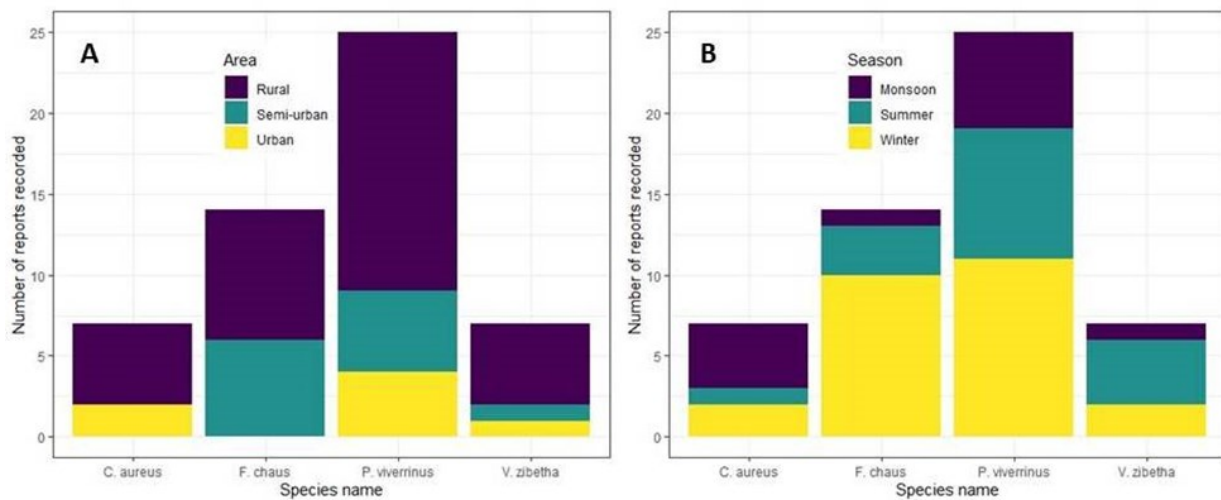 A
Area
Rural
Semi-urban
Urban
Number of reports recorded
25
20
15
10
5
0
C. aureus F. chaus P. viverrinus V. zibetha
Species name
B
Season
Monsoon
Summer
Winter
Number of reports recorded
25
20
15
10
5
0
C. aureus F. chaus P. viverrinus V. zibetha
Species name